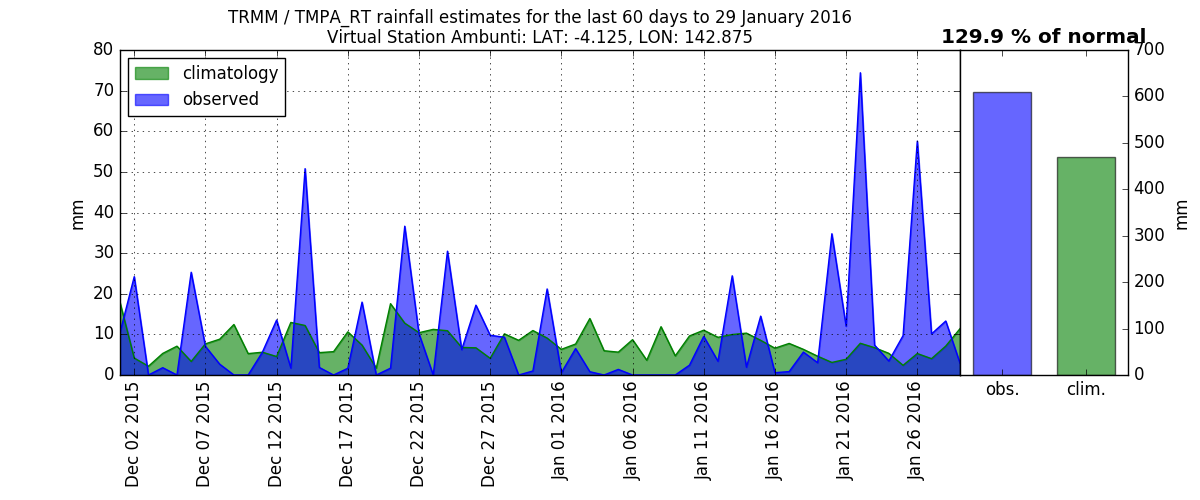 TRMM / TMPA_RT rainfall estimates for the last 60 days to 29 January 2016
Virtual Station Ambunti: LAT: -4.125, LON: 142.875
129.9 % of normal
climatology
observed
mm
80
70
60
50
40
30
20
10
0
Dec 02 2015
Dec 07 2015
Dec 12 2015
Dec 17 2015
Dec 22 2015
Dec 27 2015
Jan 01 2016
Jan 06 2016
Jan 11 2016
Jan 16 2016
Jan 21 2016
Jan 26 2016
obs.
clim.
700
600
500
400
300
200
100
0
mm